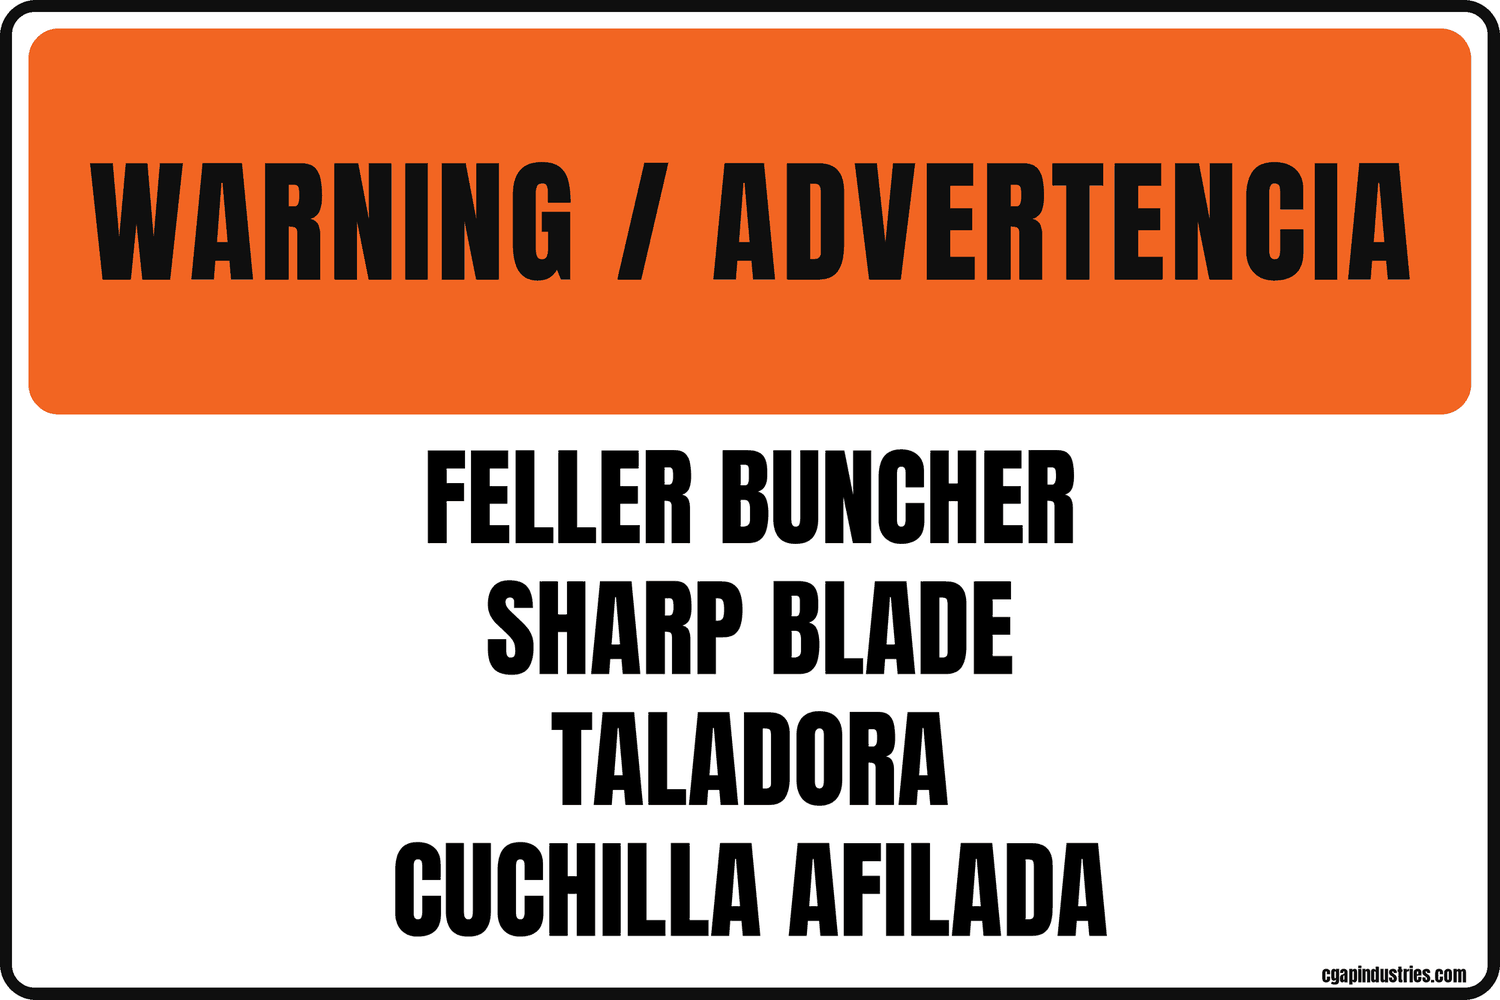 WARNING / ADVERTENCIA
FELLER BUNCHER
SHARP BLADE
TALADORA
CUCHILLA AFILADA
cgapindustries.com